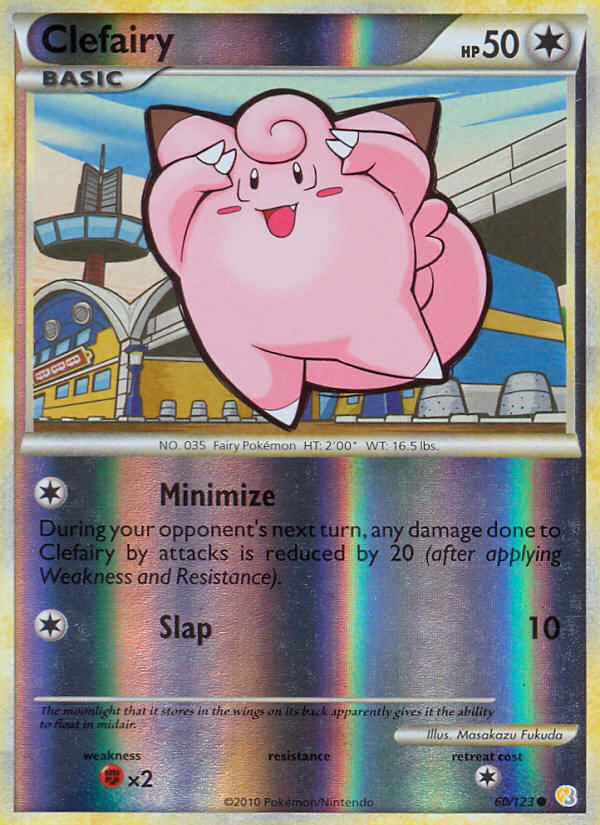 Clefairy
HP 50
BASIC
NO. 035 Fairy Pokémon HT: 2'00" WT: 16.5 lbs.
Minimize
During your opponent's next turn, any damage done to
Clefairy by attacks is reduced by 20 (after applying
Weakness and Resistance).
Slap 10
The moonlight that it stores in the wings on its back apparently gives it the ability
to float in midair.
Illus. Masakazu Fukuda
weakness resistance retreat cost
×2
©2010 Pokémon/Nintendo 60/123